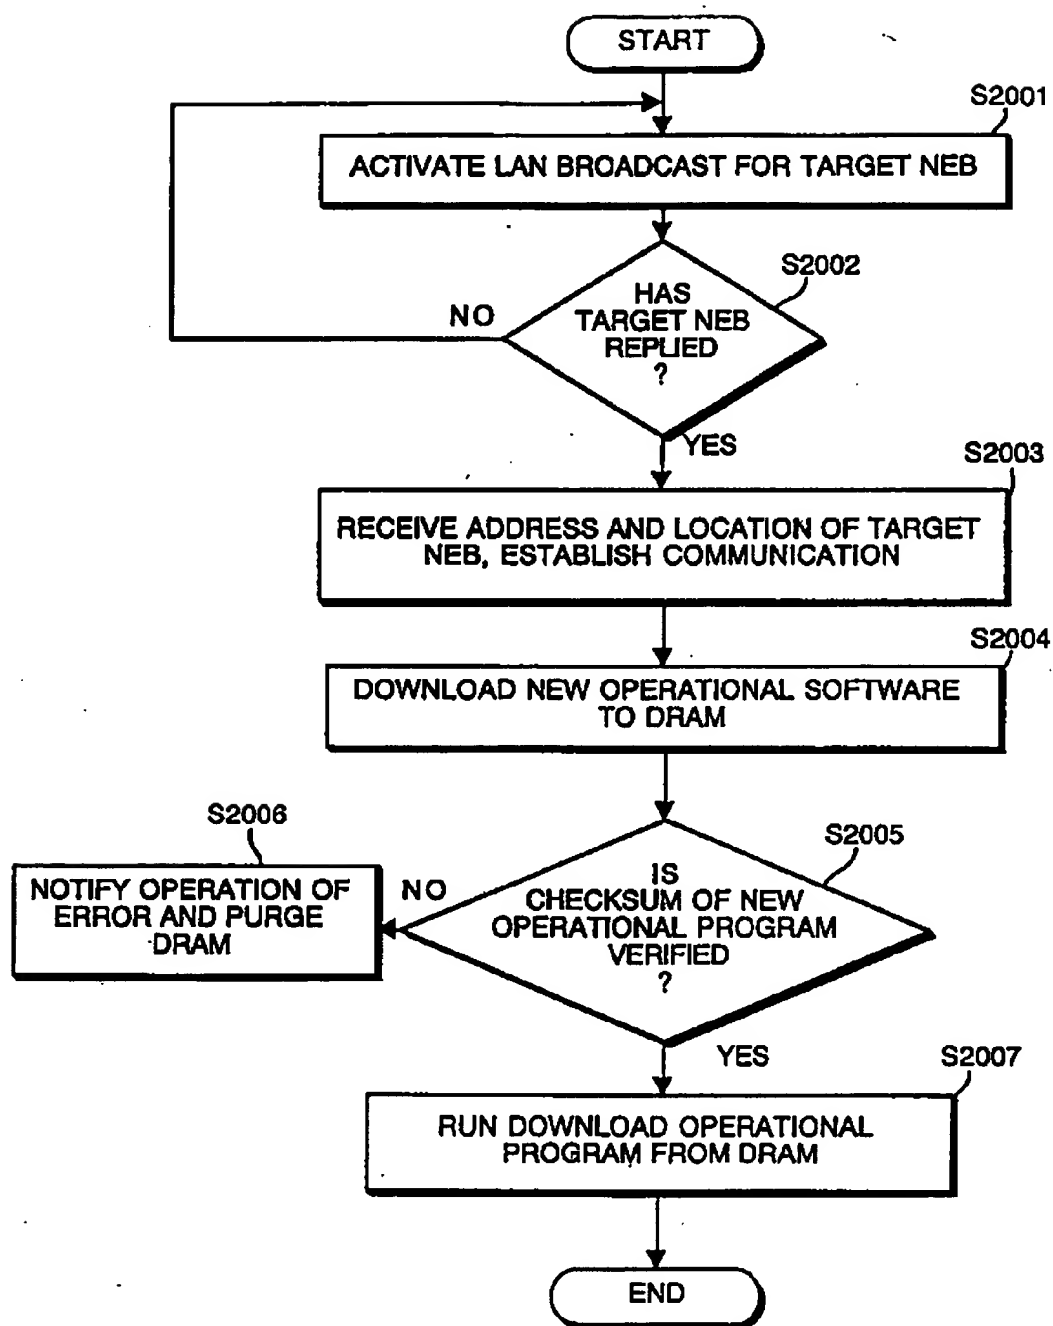 START
S2001
ACTIVATE LAN BROADCAST FOR TARGET NEB
S2002
HAS
TARGET NEB
REPLIED
?
NO
YES
S2003
RECEIVE ADDRESS AND LOCATION OF TARGET
NEB, ESTABLISH COMMUNICATION
S2004
DOWNLOAD NEW OPERATIONAL SOFTWARE
TO DRAM
S2005
IS
CHECKSUM OF NEW
OPERATIONAL PROGRAM
VERIFIED
?
NO
S2006
NOTIFY OPERATION OF
ERROR AND PURGE
DRAM
YES
S2007
RUN DOWNLOAD OPERATIONAL
PROGRAM FROM DRAM
END